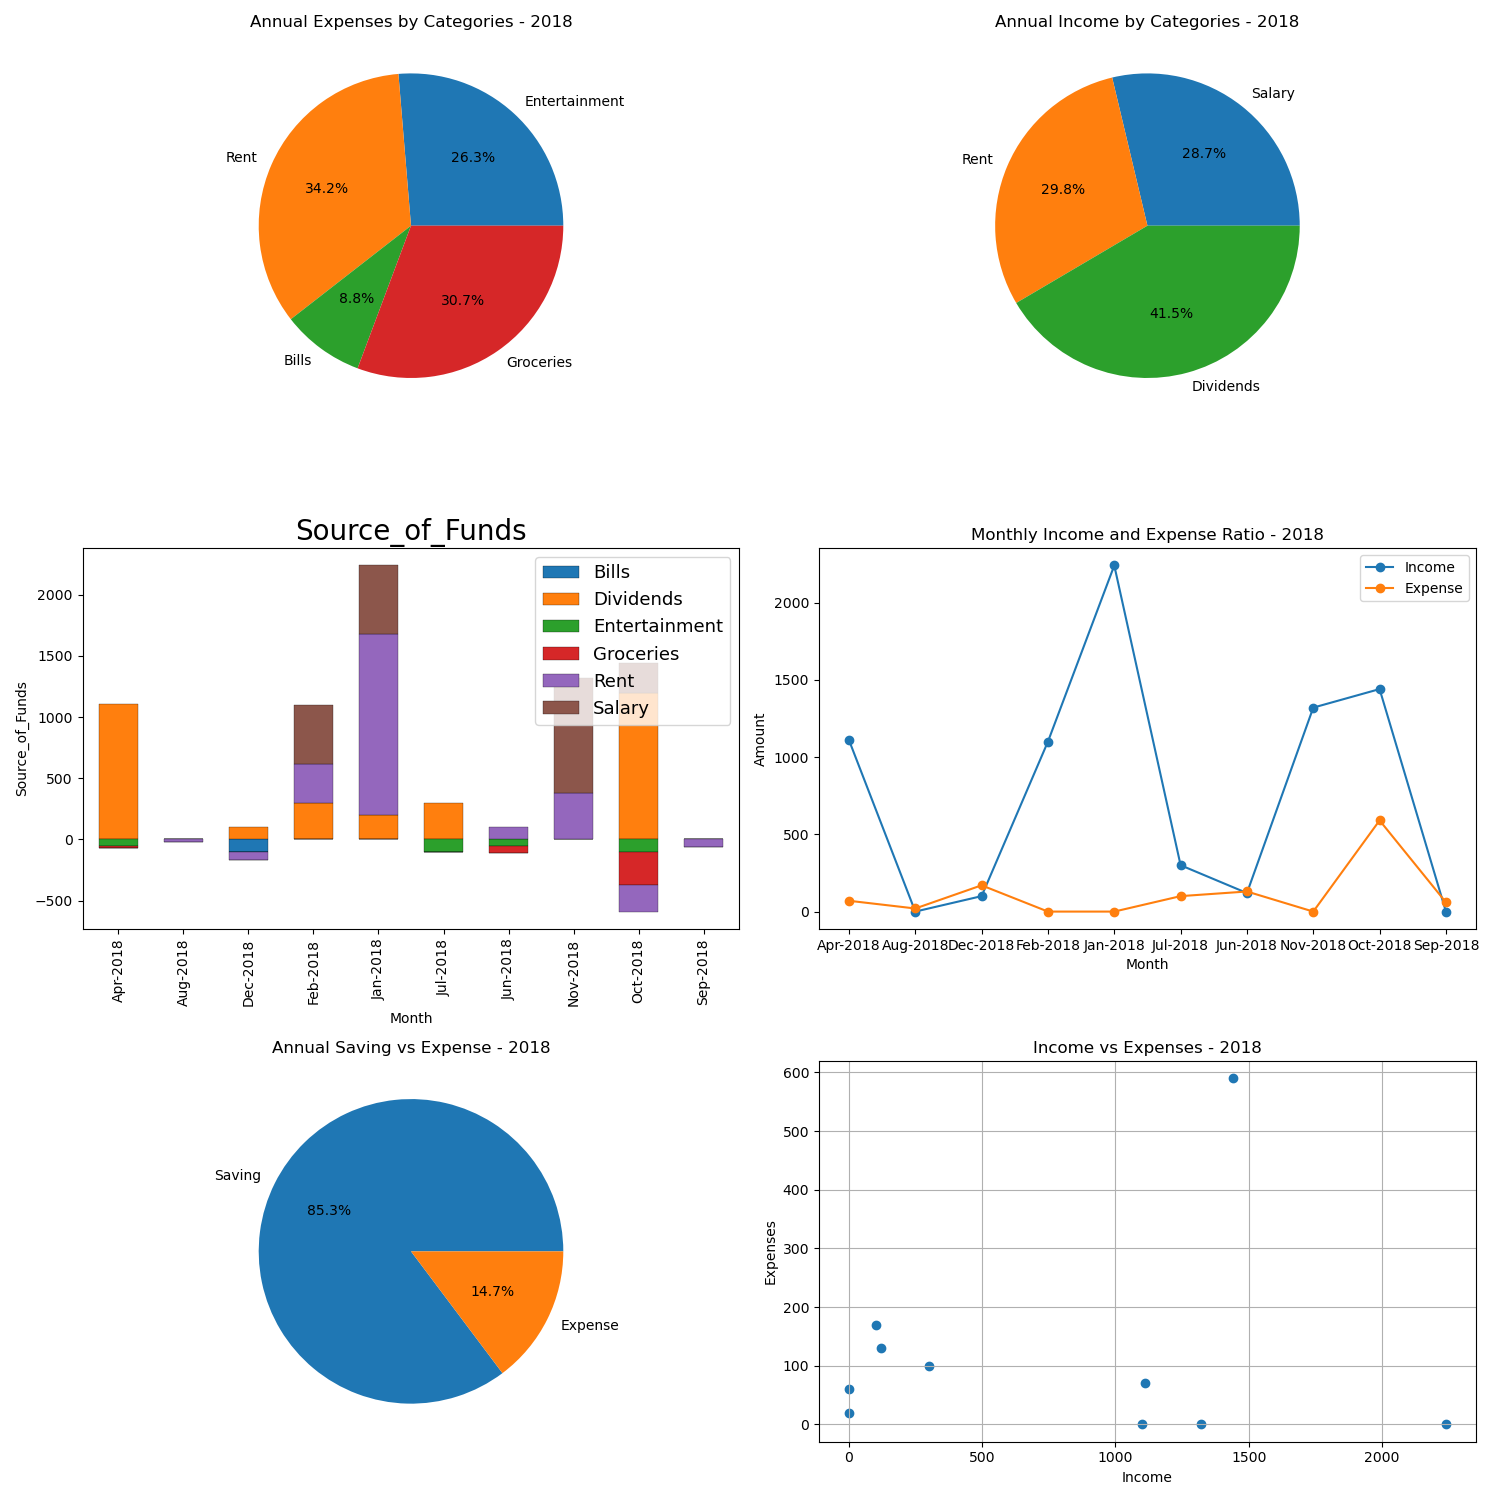 Annual Expenses by Categories - 2018
Entertainment
26.3%
Rent
34.2%
8.8%
30.7%
Bills
Groceries
Annual Income by Categories - 2018
Salary
28.7%
Rent
29.8%
41.5%
Dividends
Source_of_Funds
Bills
Dividends
Entertainment
Groceries
Rent
Salary
2000
1500
1000
500
0
−500
Source_of_Funds
Apr-2018
Aug-2018
Dec-2018
Feb-2018
Jan-2018
Jul-2018
Jun-2018
Nov-2018
Oct-2018
Sep-2018
Month
Monthly Income and Expense Ratio - 2018
Income
Expense
2000
1500
1000
500
0
Amount
Apr-2018 Aug-2018 Dec-2018 Feb-2018 Jan-2018 Jul-2018 Jun-2018 Nov-2018 Oct-2018 Sep-2018
Month
Annual Saving vs Expense - 2018
Saving
85.3%
14.7%
Expense
Income vs Expenses - 2018
600
500
400
300
200
100
0
Expenses
0 500 1000 1500 2000
Income